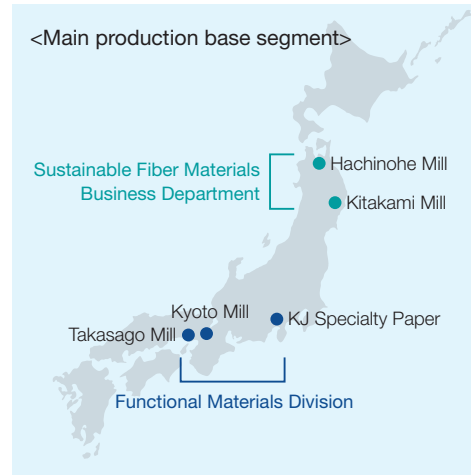 <Main production base segment>
Sustainable Fiber Materials
Business Department
Hachinohe Mill
Kitakami Mill
Kyoto Mill
Takasago Mill
KJ Specialty Paper
Functional Materials Division